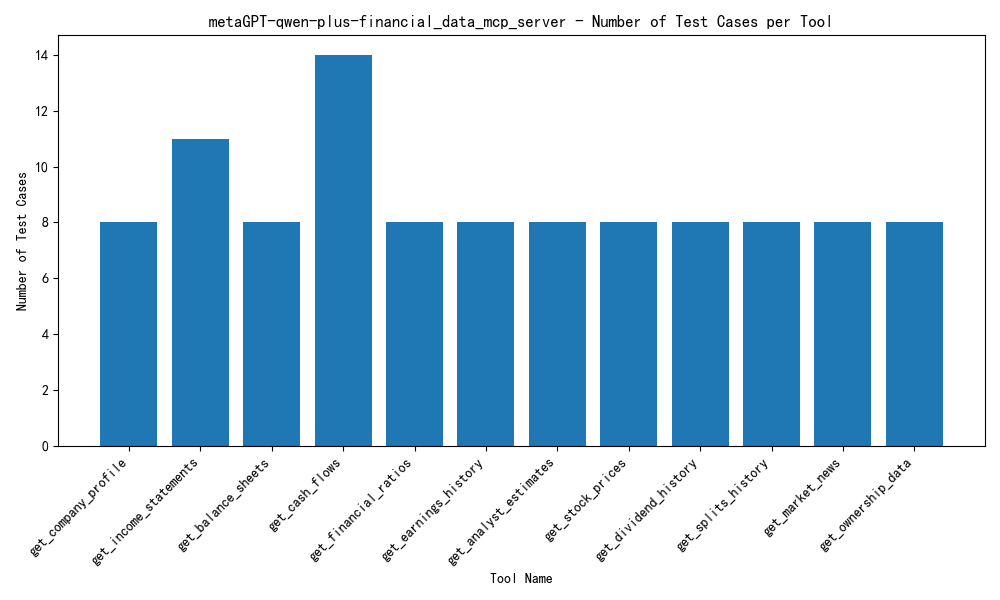 metaGPT-qwen-plus-financial_data_mcp_server - Number of Test Cases per Tool
Number of Test Cases
14
12
10
8
6
4
2
0
get_company_profile
get_income_statements
get_balance_sheets
get_cash_flows
get_financial_ratios
get_earnings_history
get_analyst_estimates
get_stock_prices
get_dividend_history
get_splits_history
get_market_news
get_ownership_data
Tool Name